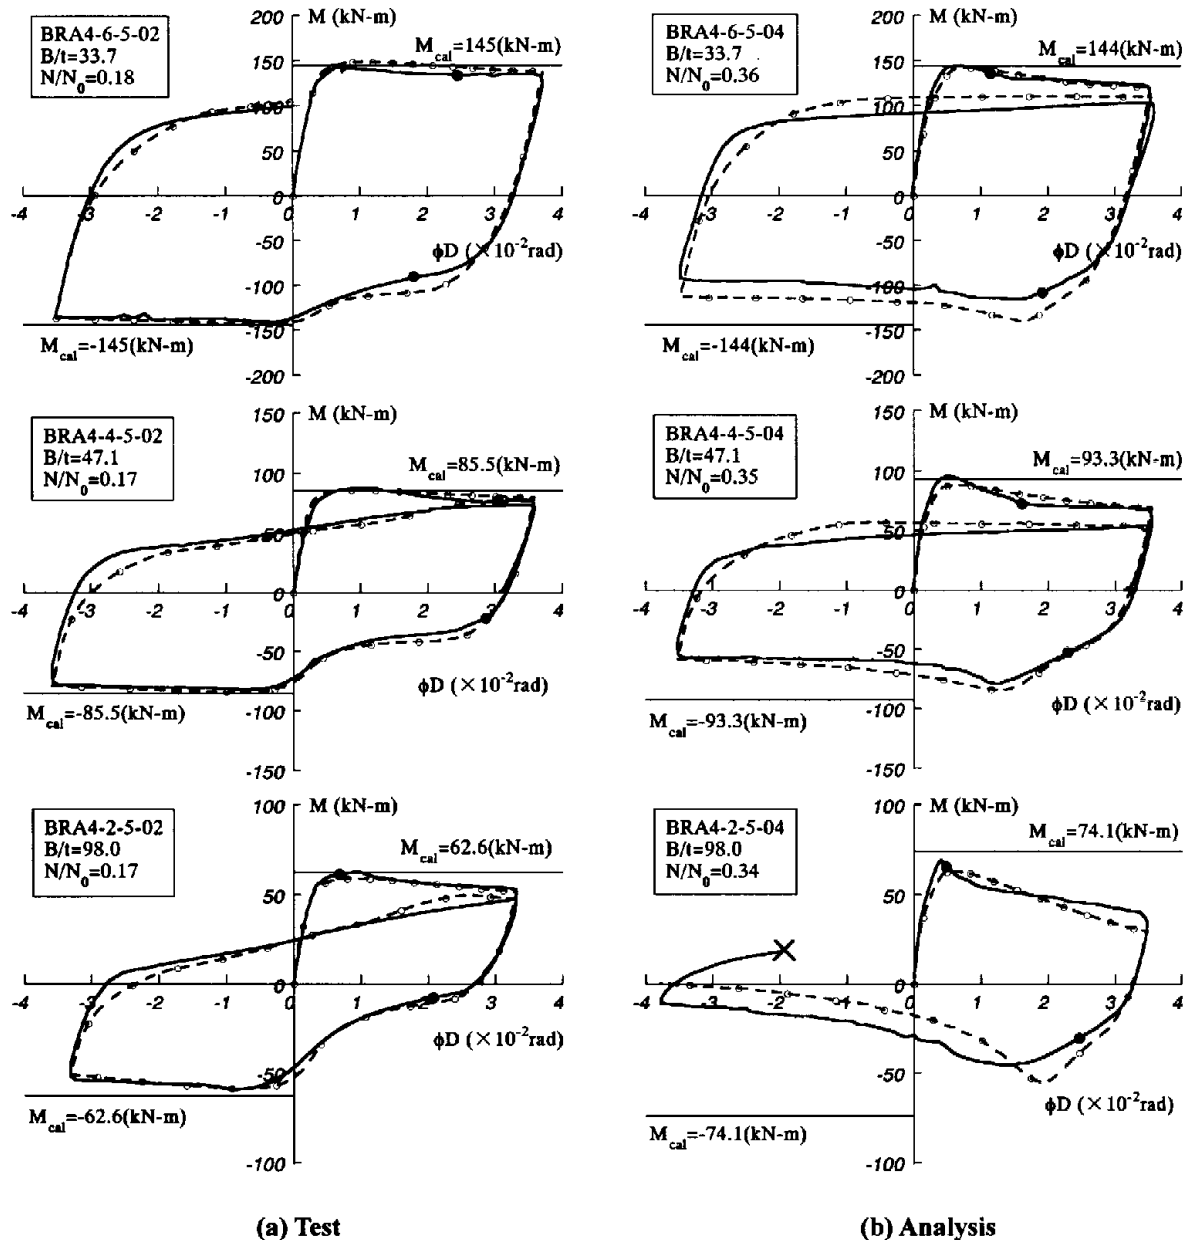 M (kN-m)
BRA4-6-5-02
B/t=33.7
N/N0=0.18
Mcal=145(kN-m)
200
150
100
50
0
-50
-100
-150
-200
-4 -3 -2 -1 0 1 2 3 4
ϕD (×10-2rad)
Mcal=-145(kN-m)
M (kN-m)
BRA4-6-5-04
B/t=33.7
N/N0=0.36
Mcal=144(kN-m)
200
150
100
50
0
-50
-100
-150
-200
-4 -3 -2 -1 0 1 2 3 4
ϕD (×10-2rad)
Mcal=-144(kN-m)
M (kN-m)
BRA4-4-5-02
B/t=47.1
N/N0=0.17
Mcal=85.5(kN-m)
150
100
50
0
-50
-100
-150
-4 -3 -2 -1 0 1 2 3 4
ϕD (×10-2rad)
Mcal=-85.5(kN-m)
M (kN-m)
BRA4-4-5-04
B/t=47.1
N/N0=0.35
Mcal=93.3(kN-m)
150
100
50
0
-50
-100
-150
-4 -3 -2 -1 0 1 2 3 4
ϕD (×10-2rad)
Mcal=-93.3(kN-m)
M (kN-m)
BRA4-2-5-02
B/t=98.0
N/N0=0.17
Mcal=62.6(kN-m)
100
50
0
-50
-100
-4 -3 -2 -1 0 1 2 3 4
ϕD (×10-2rad)
Mcal=-62.6(kN-m)
M (kN-m)
BRA4-2-5-04
B/t=98.0
N/N0=0.34
Mcal=74.1(kN-m)
100
50
0
-50
-100
-4 -3 -2 -1 0 1 2 3 4
ϕD (×10-2rad)
Mcal=-74.1(kN-m)
(a) Test
(b) Analysis